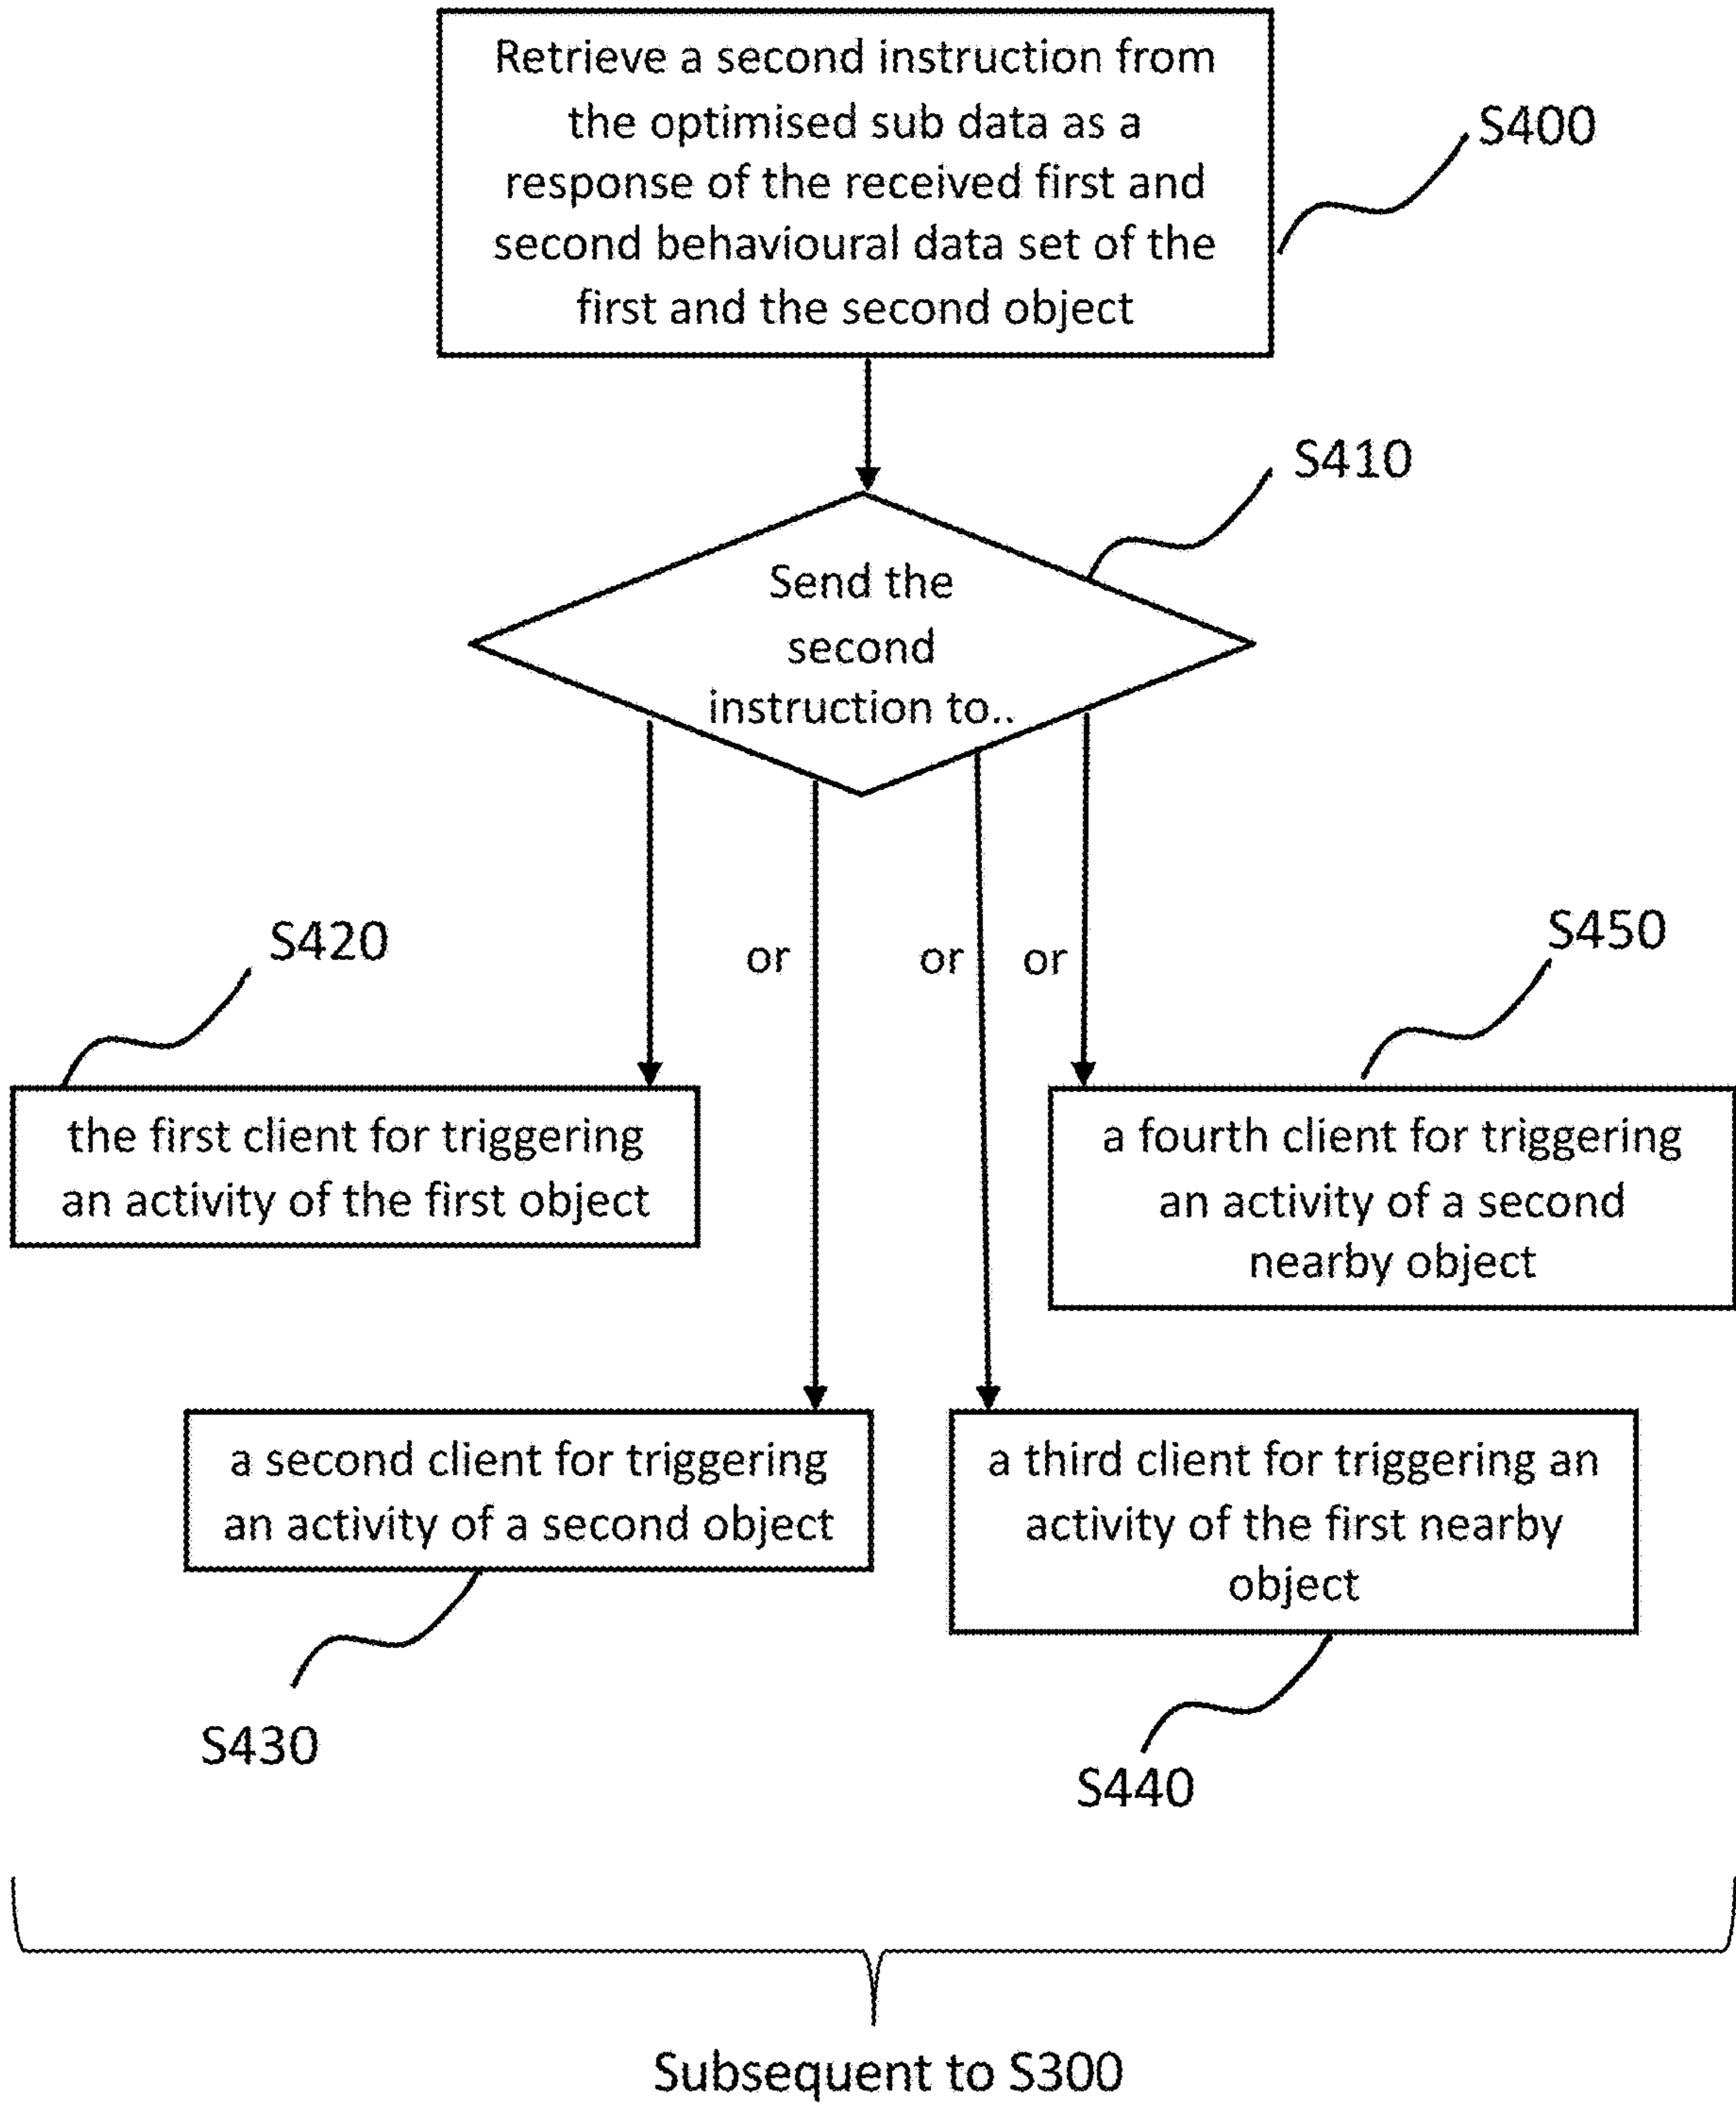 Retrieve a second instruction from
the optimised sub data as a
response of the received first and
second behavioural data set of the
first and the second object
S400
S410
Send the
second
instruction to..
S420
or
or
or
S450
the first client for triggering
an activity of the first object
a fourth client for triggering
an activity of a second
nearby object
a second client for triggering
an activity of a second object
a third client for triggering an
activity of the first nearby
object
S430
S440
Subsequent to S300